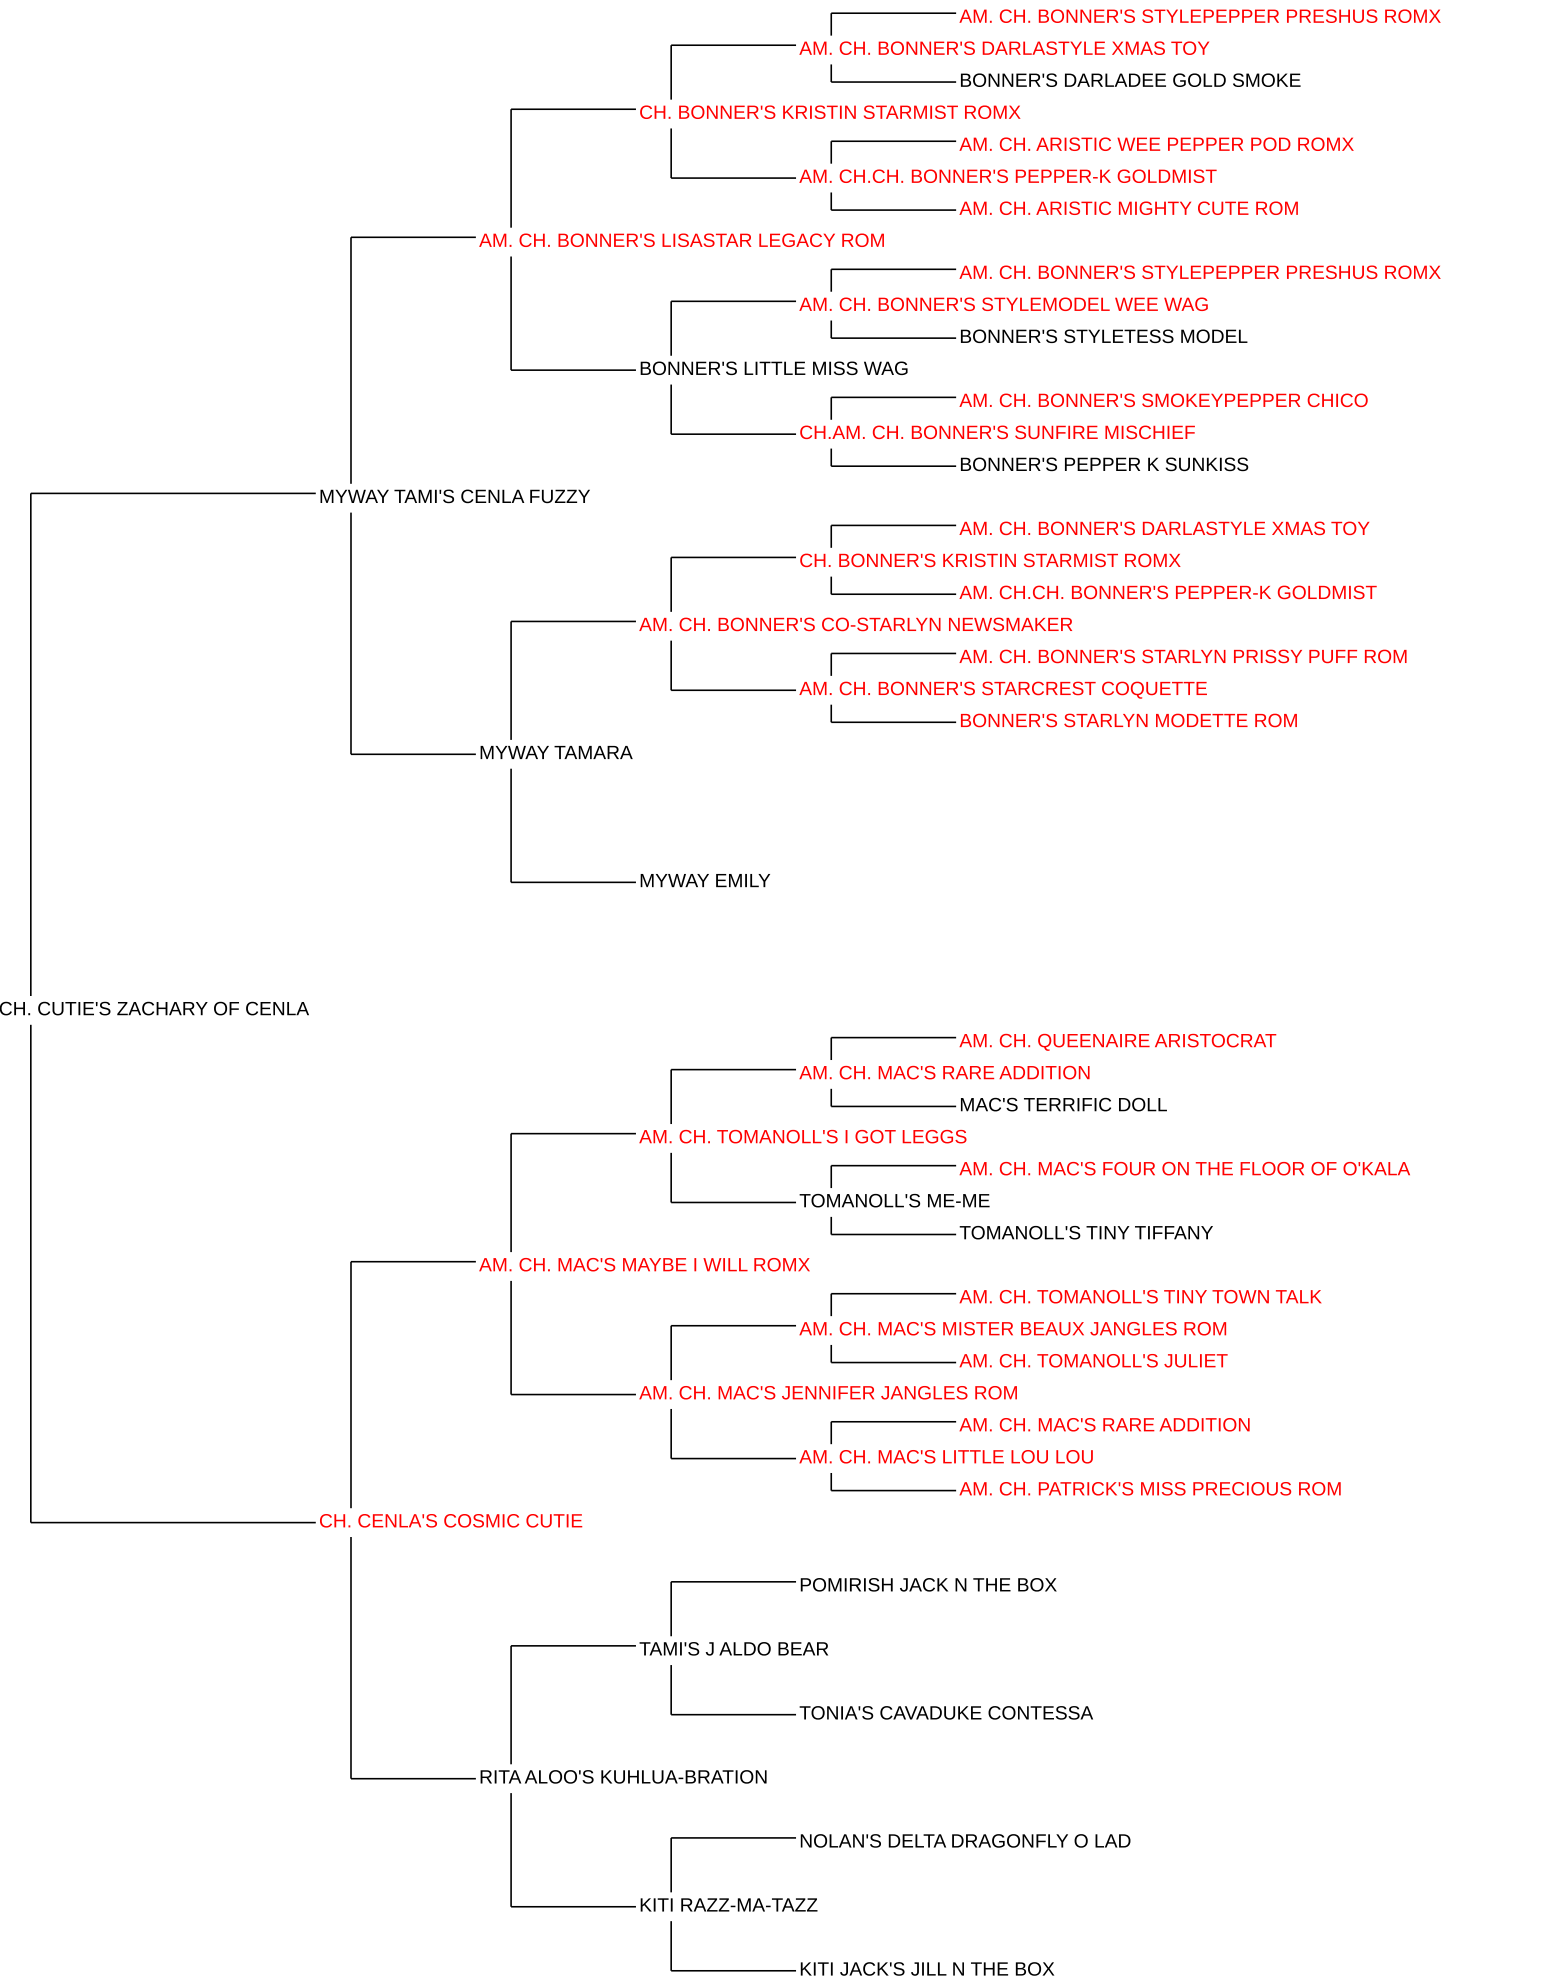 AM. CH. BONNER'S STYLEPEPPER PRESHUS ROMX
AM. CH. BONNER'S DARLASTYLE XMAS TOY
BONNER'S DARLADEE GOLD SMOKE
CH. BONNER'S KRISTIN STARMIST ROMX
AM. CH. ARISTIC WEE PEPPER POD ROMX
AM. CH.CH. BONNER'S PEPPER-K GOLDMIST
AM. CH. ARISTIC MIGHTY CUTE ROM
AM. CH. BONNER'S LISASTAR LEGACY ROM
AM. CH. BONNER'S STYLEPEPPER PRESHUS ROMX
AM. CH. BONNER'S STYLEMODEL WEE WAG
BONNER'S STYLETESS MODEL
BONNER'S LITTLE MISS WAG
AM. CH. BONNER'S SMOKEYPEPPER CHICO
CH.AM. CH. BONNER'S SUNFIRE MISCHIEF
BONNER'S PEPPER K SUNKISS
MYWAY TAMI'S CENLA FUZZY
AM. CH. BONNER'S DARLASTYLE XMAS TOY
CH. BONNER'S KRISTIN STARMIST ROMX
AM. CH.CH. BONNER'S PEPPER-K GOLDMIST
AM. CH. BONNER'S CO-STARLYN NEWSMAKER
AM. CH. BONNER'S STARLYN PRISSY PUFF ROM
AM. CH. BONNER'S STARCREST COQUETTE
BONNER'S STARLYN MODETTE ROM
MYWAY TAMARA
MYWAY EMILY
CH. CUTIE'S ZACHARY OF CENLA
AM. CH. QUEENAIRE ARISTOCRAT
AM. CH. MAC'S RARE ADDITION
MAC'S TERRIFIC DOLL
AM. CH. TOMANOLL'S I GOT LEGGS
AM. CH. MAC'S FOUR ON THE FLOOR OF O'KALA
TOMANOLL'S ME-ME
TOMANOLL'S TINY TIFFANY
AM. CH. MAC'S MAYBE I WILL ROMX
AM. CH. TOMANOLL'S TINY TOWN TALK
AM. CH. MAC'S MISTER BEAUX JANGLES ROM
AM. CH. TOMANOLL'S JULIET
AM. CH. MAC'S JENNIFER JANGLES ROM
AM. CH. MAC'S RARE ADDITION
AM. CH. MAC'S LITTLE LOU LOU
AM. CH. PATRICK'S MISS PRECIOUS ROM
CH. CENLA'S COSMIC CUTIE
POMIRISH JACK N THE BOX
TAMI'S J ALDO BEAR
TONIA'S CAVADUKE CONTESSA
RITA ALOO'S KUHLUA-BRATION
NOLAN'S DELTA DRAGONFLY O LAD
KITI RAZZ-MA-TAZZ
KITI JACK'S JILL N THE BOX